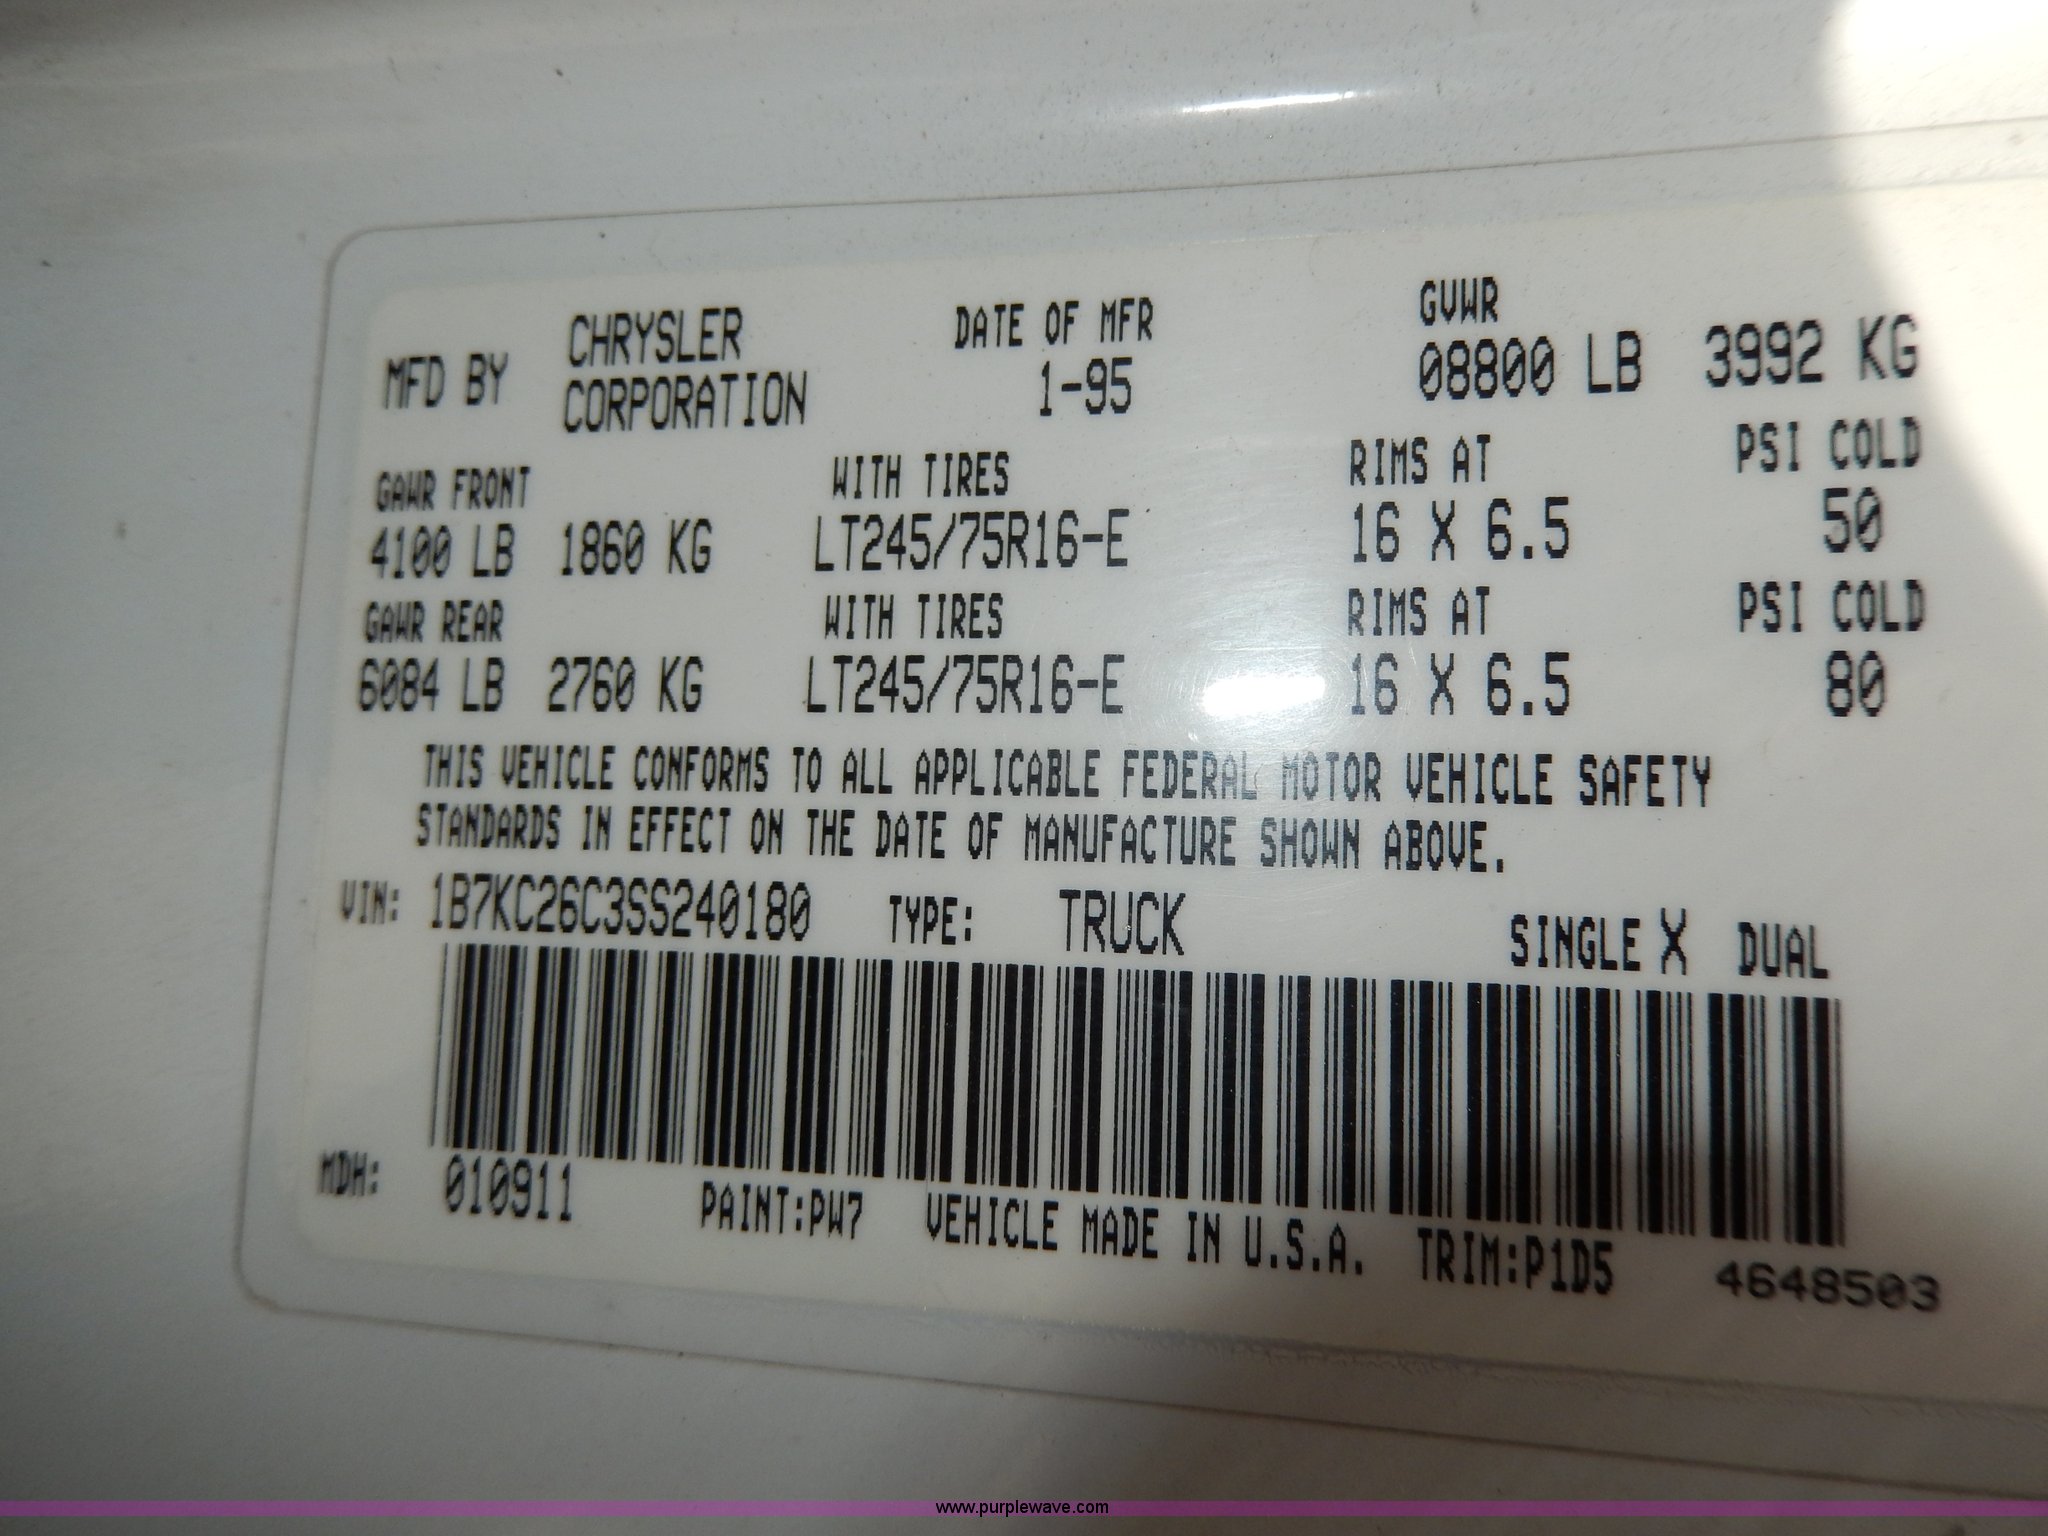 MFD BY CHRYSLER CORPORATION
DATE OF MFR 1-95
GVWR 08800 LB 3992 KG
GAWR FRONT WITH TIRES RIMS AT PSI COLD
4100 LB 1860 KG LT245/75R16-E 16 X 6.5 50
GAWR REAR WITH TIRES RIMS AT PSI COLD
6084 LB 2760 KG LT245/75R16-E 16 X 6.5 80
THIS VEHICLE CONFORMS TO ALL APPLICABLE FEDERAL MOTOR VEHICLE SAFETY
STANDARDS IN EFFECT ON THE DATE OF MANUFACTURE SHOWN ABOVE.
VIN: 1B7KC26C3SS240180 TYPE: TRUCK SINGLE X DUAL
MDH: 010911 PAINT:PW7 VEHICLE MADE IN U.S.A. TRIM:P1D5 4648503
www.purplewave.com